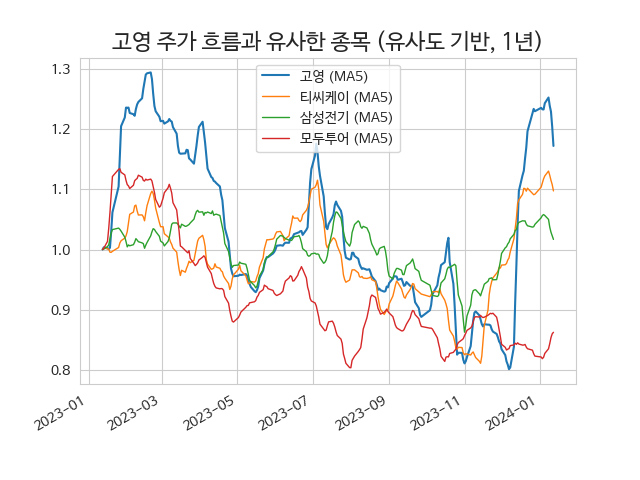 고영 주가 흐름과 유사한 종목 (유사도 기반, 1년)
고영 (MA5)
티씨케이 (MA5)
삼성전기 (MA5)
모두투어 (MA5)
1.3
1.2
1.1
1.0
0.9
0.8
2023-01
2023-03
2023-05
2023-07
2023-09
2023-11
2024-01